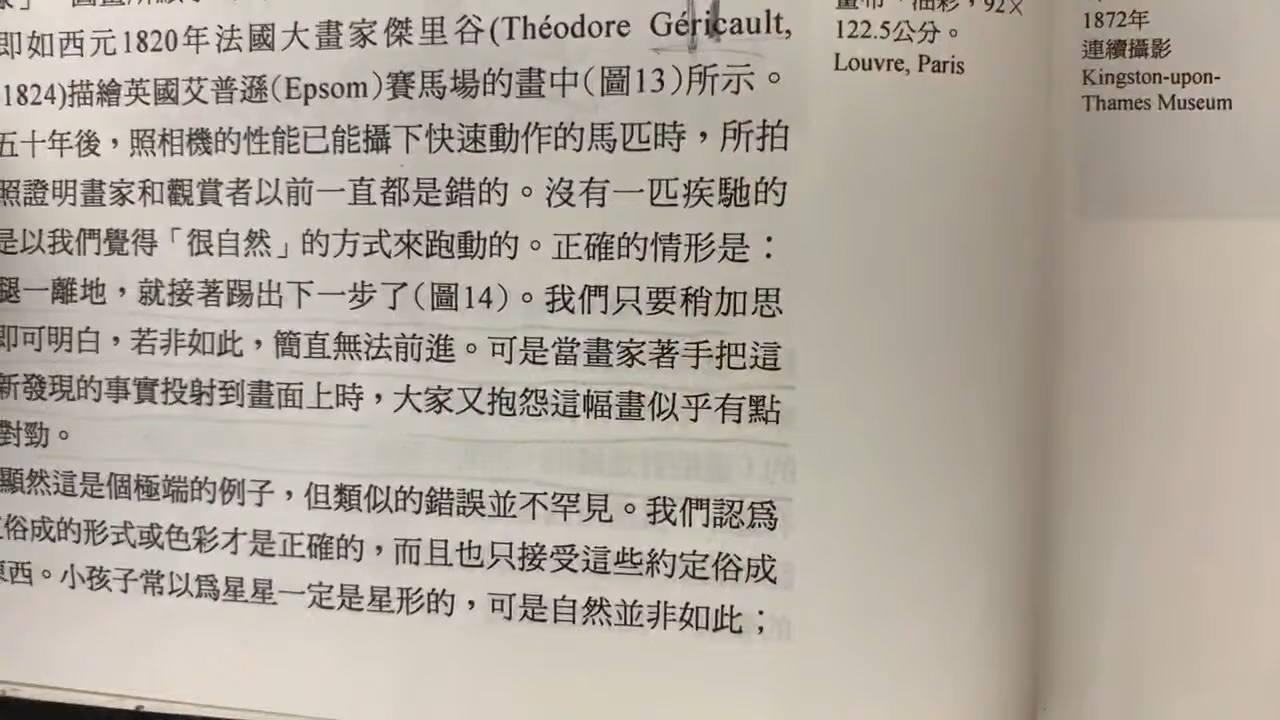 即如西元1820年法國大畫家傑里谷(Théodore Géricault,
1824)描繪英國艾普遜(Epsom)賽馬場的畫中(圖13)所示。
五十年後，照相機的性能已能攝下快速動作的馬匹時，所拍
照證明畫家和觀賞者以前一直都是錯的。沒有一匹疾馳的
是以我們覺得「很自然」的方式來跑動的。正確的情形是：
腿一離地，就接著踢出下一步了(圖14)。我們只要稍加思
即可明白，若非如此，簡直無法前進。可是當畫家著手把這
新發現的事實投射到畫面上時，大家又抱怨這幅畫似乎有點
對勁。
顯然這是個極端的例子，但類似的錯誤並不罕見。我們認爲
俗成的形式或色彩才是正確的，而且也只接受這些約定俗成
西。小孩子常以爲星星一定是星形的，可是自然並非如此；
畫布，油彩，92×
122.5公分。
Louvre, Paris
1872年
連續攝影
Kingston-upon-
Thames Museum